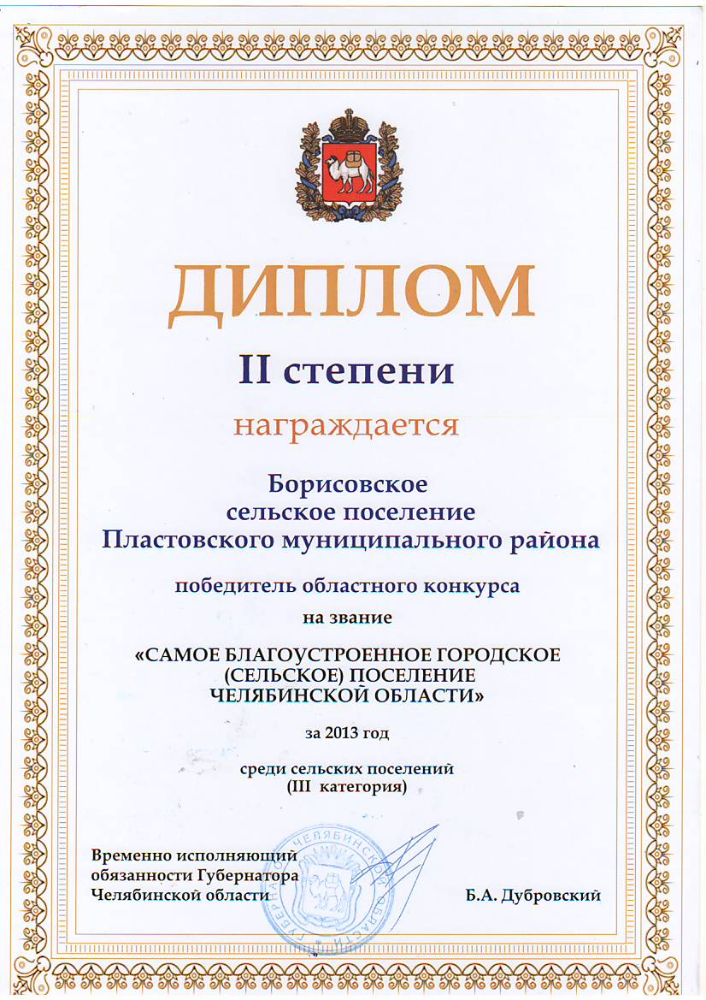 ДИПЛОМ
II степени
награждается
Борисовское
сельское поселение
Пластовского муниципального района
победитель областного конкурса
на звание
«САМОЕ БЛАГОУСТРОЕННОЕ ГОРОДСКОЕ
(СЕЛЬСКОЕ) ПОСЕЛЕНИЕ
ЧЕЛЯБИНСКОЙ ОБЛАСТИ»
за 2013 год
среди сельских поселений
(III категория)
Временно исполняющий
обязанности Губернатора
Челябинской области
Б.А. Дубровский
ГУБЕРНАТОР ЧЕЛЯБИНСКОЙ ОБЛАСТИ